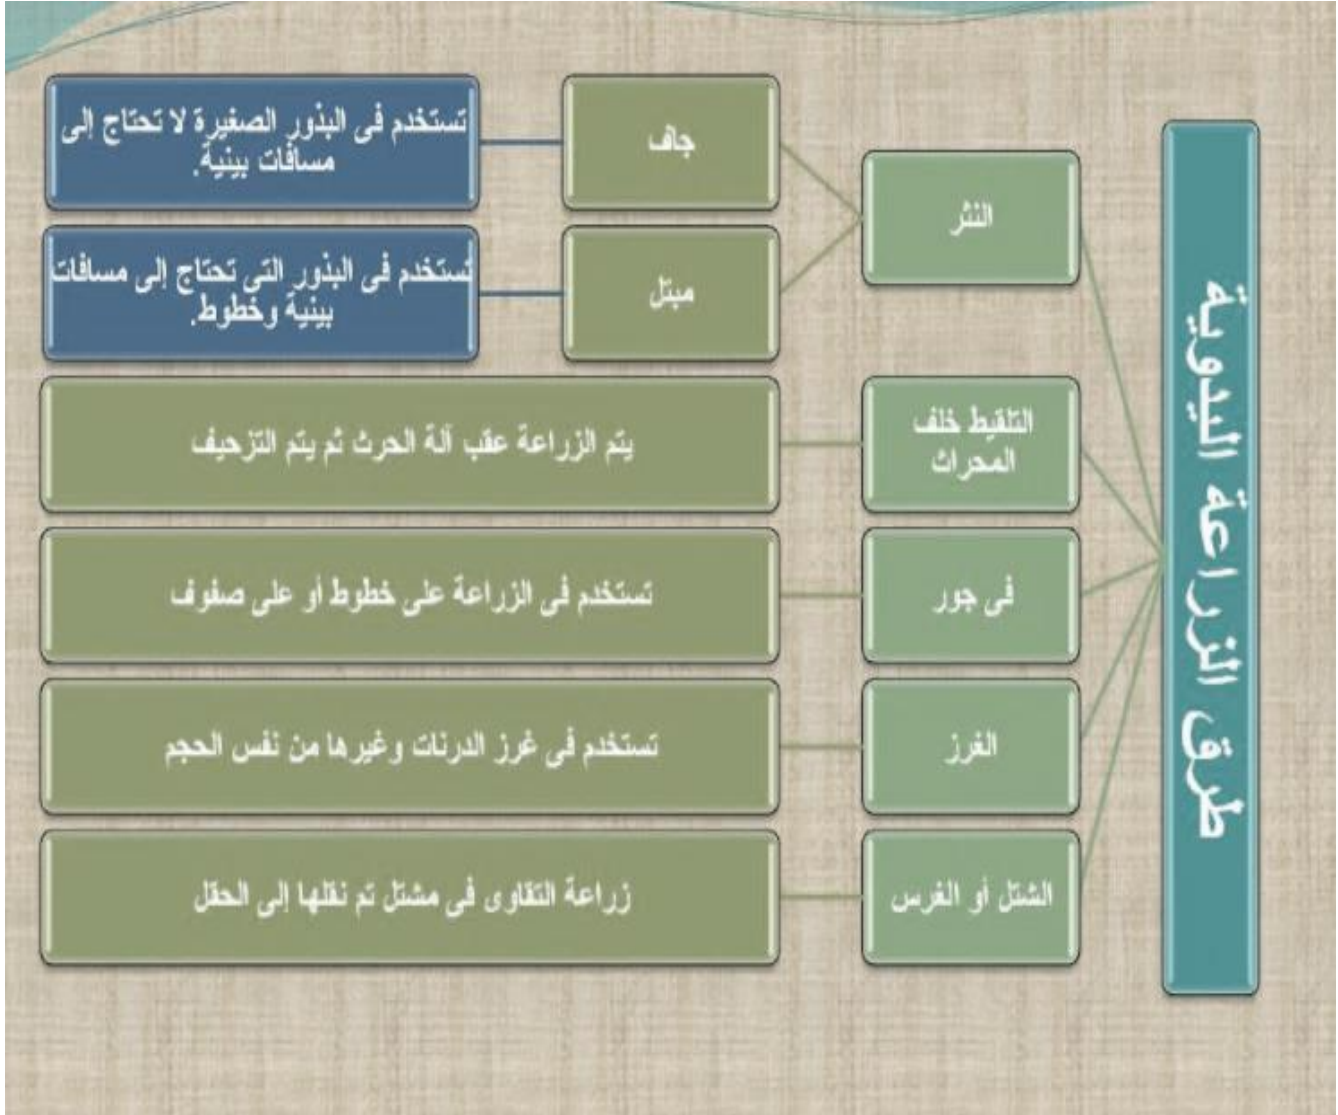 طرق الزراعة اليدوية
النثر
جاف
تستخدم فى البذور الصغيرة لا تحتاج إلى
مسافات بينية.
مبتل
تستخدم فى البذور التى تحتاج إلى مسافات
بينية وخطوط.
التلقيط خلف
المحراث
يتم الزراعة عقب آلة الحرث ثم يتم التزحيف
فى جور
تستخدم فى الزراعة على خطوط أو على صفوف
الغرز
تستخدم فى غرز الدرنات وغيرها من نفس الحجم
الشتل أو الغرس
زراعة التقاوى فى مشتل تم نقلها إلى الحقل